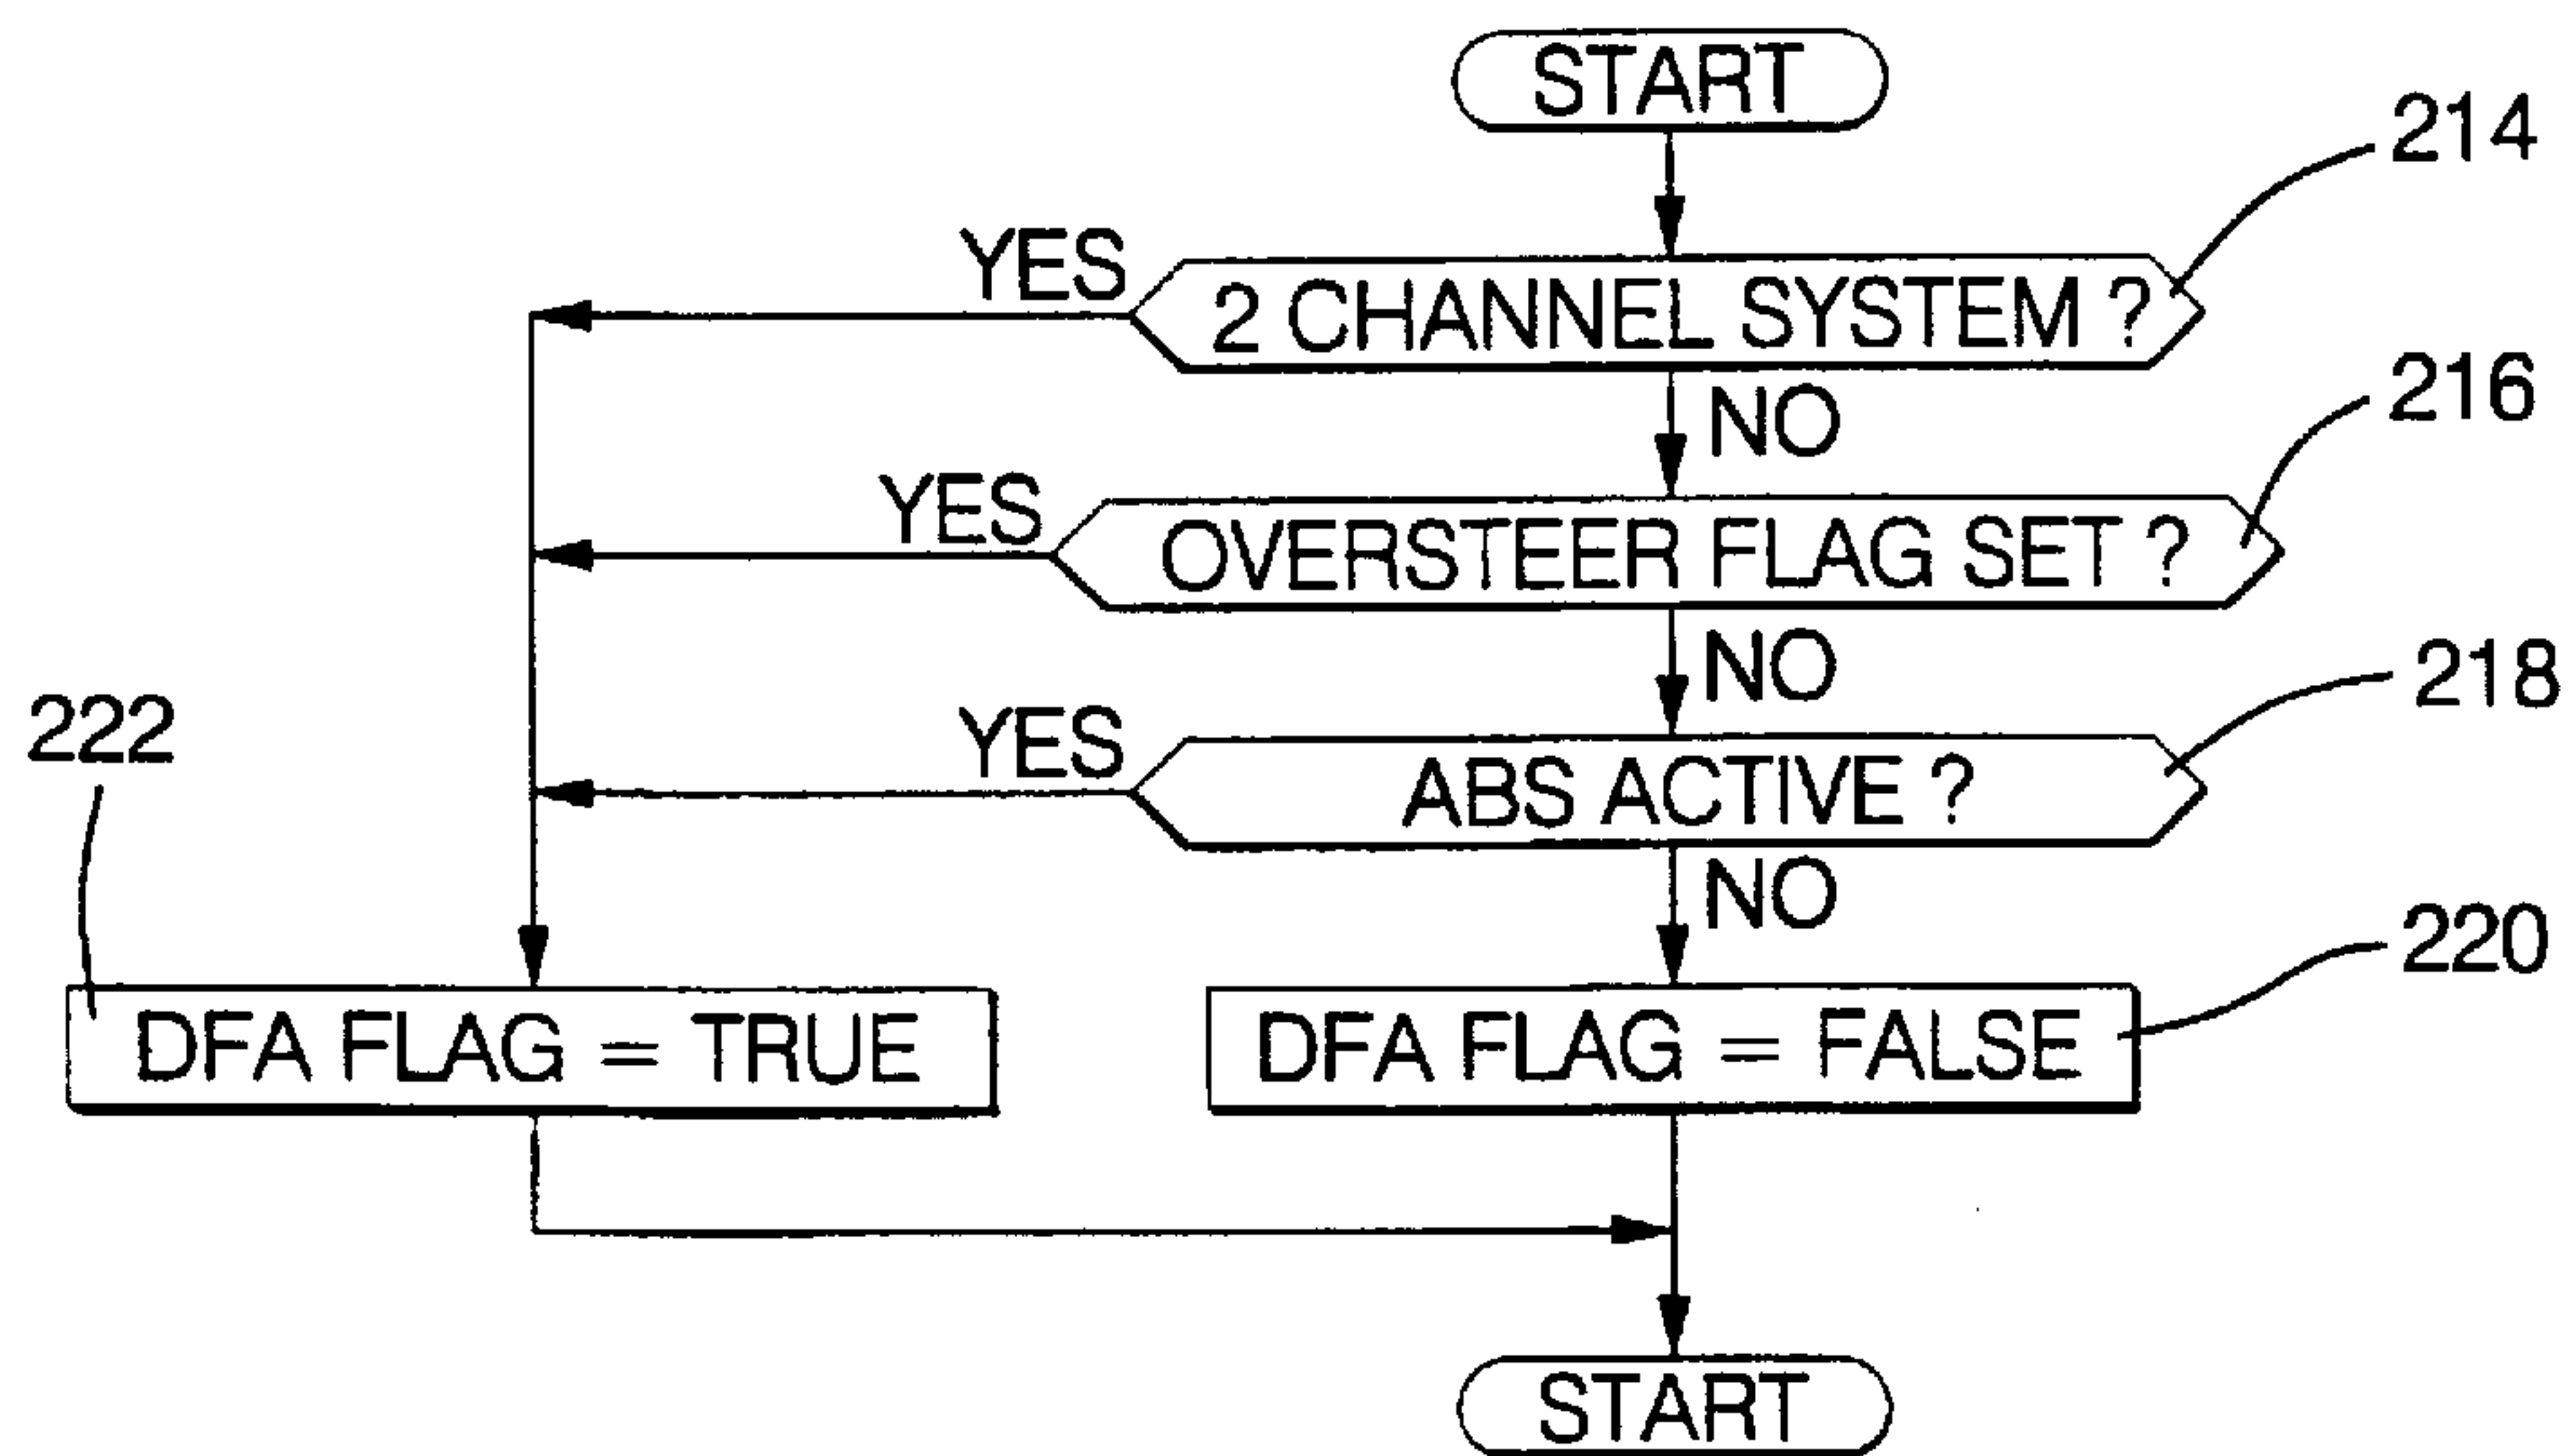 START
214
YES
2 CHANNEL SYSTEM ?
NO
216
YES
OVERSTEER FLAG SET ?
NO
218
YES
ABS ACTIVE ?
NO
222
220
DFA FLAG = TRUE
DFA FLAG = FALSE
START